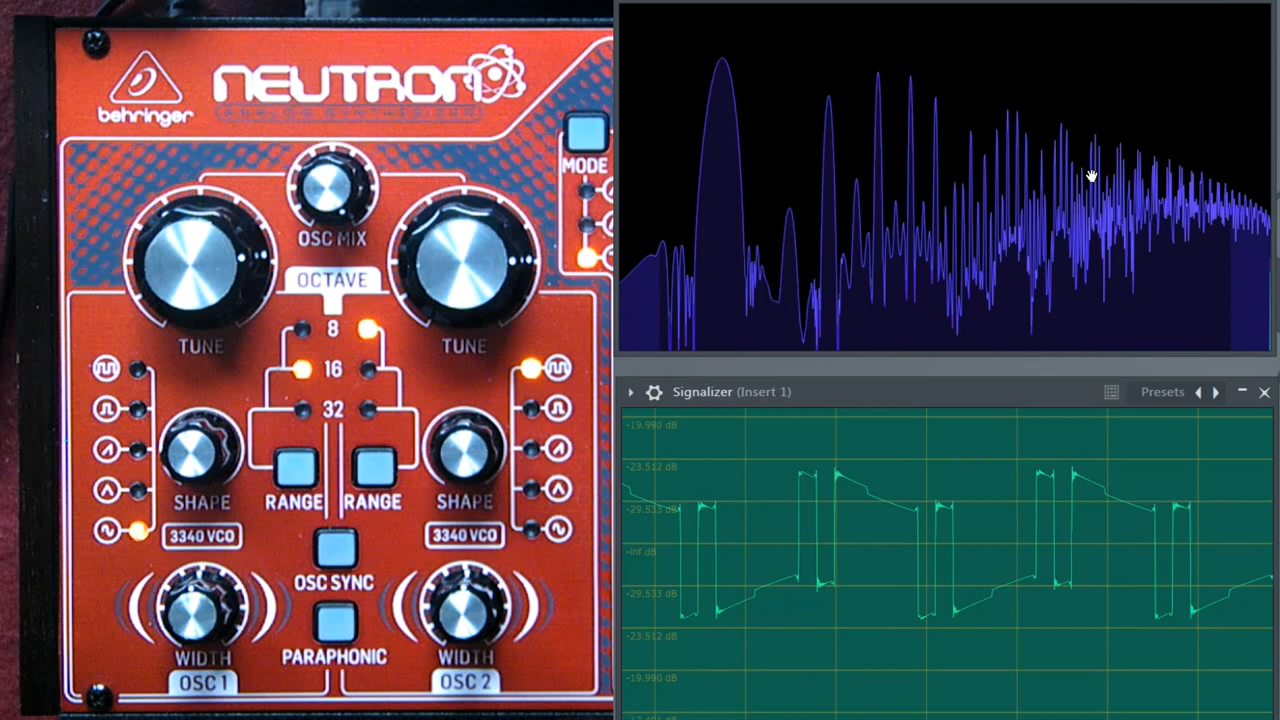 behringer
NEUTRON
MODE
OSC MIX
OCTAVE
8
16
32
TUNE
TUNE
SHAPE
RANGE
RANGE
SHAPE
3340 VCO
3340 VCO
OSC SYNC
PARAPHONIC
WIDTH
WIDTH
OSC 1
OSC 2
Signalizer (Insert 1)
Presets
-19.990 dB
-23.512 dB
-29.533 dB
-inf dB
-29.533 dB
-23.512 dB
-19.990 dB